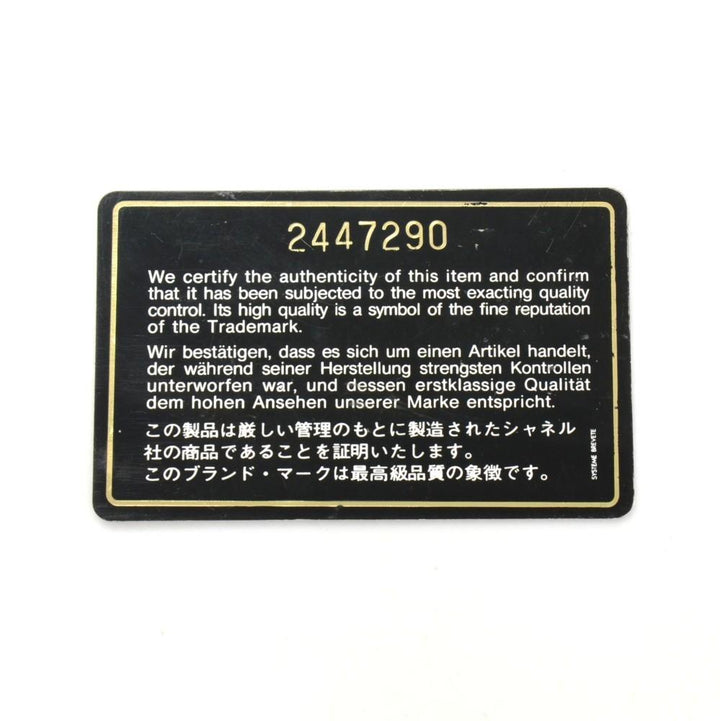 2447290
We certify the authenticity of this item and confirm
that it has been subjected to the most exacting quality
control. Its high quality is a symbol of the fine reputation
of the Trademark.
Wir bestätigen, dass es sich um einen Artikel handelt,
der während seiner Herstellung strengsten Kontrollen
unterworfen war, und dessen erstklassige Qualität
dem hohen Ansehen unserer Marke entspricht.
この製品は厳しい管理のもとに製造されたシャネル
社の商品であることを証明いたします。
このブランド・マークは最高級品質の象徴です。
SYSTEME BREVETE